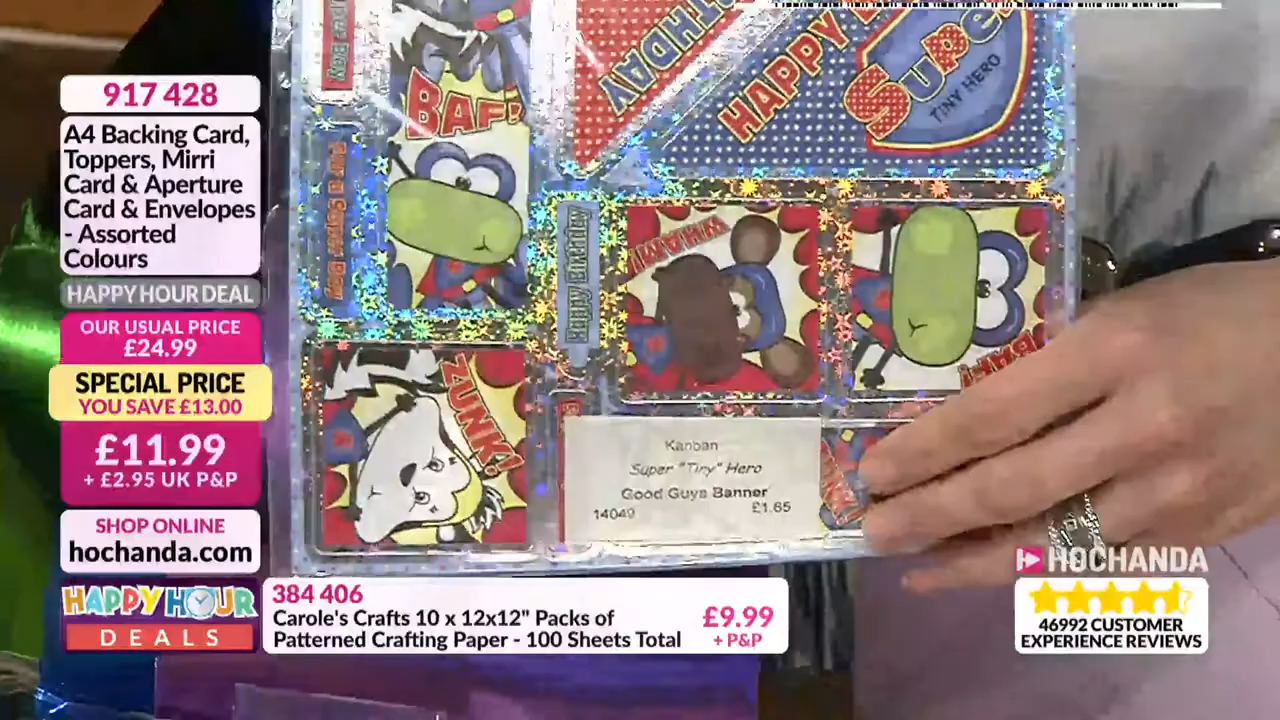 917 428
A4 Backing Card,
Toppers, Mirri
Card & Aperture
Card & Envelopes
- Assorted
Colours
HAPPY HOUR DEAL
OUR USUAL PRICE
£24.99
SPECIAL PRICE
YOU SAVE £13.00
£11.99
+ £2.95 UK P&P
SHOP ONLINE
hochanda.com
HAPPY HOUR
DEALS
384 406
Carole's Crafts 10 x 12x12" Packs of
Patterned Crafting Paper - 100 Sheets Total
£9.99
+ P&P
BAF!
HAPPY
Super
TINY HERO
Happy Birthday
WHAM!
ZUNK!
Kanban
Super "Tiny" Hero
Good Guys Banner
14049
£1.65
HOCHANDA
46992 CUSTOMER
EXPERIENCE REVIEWS